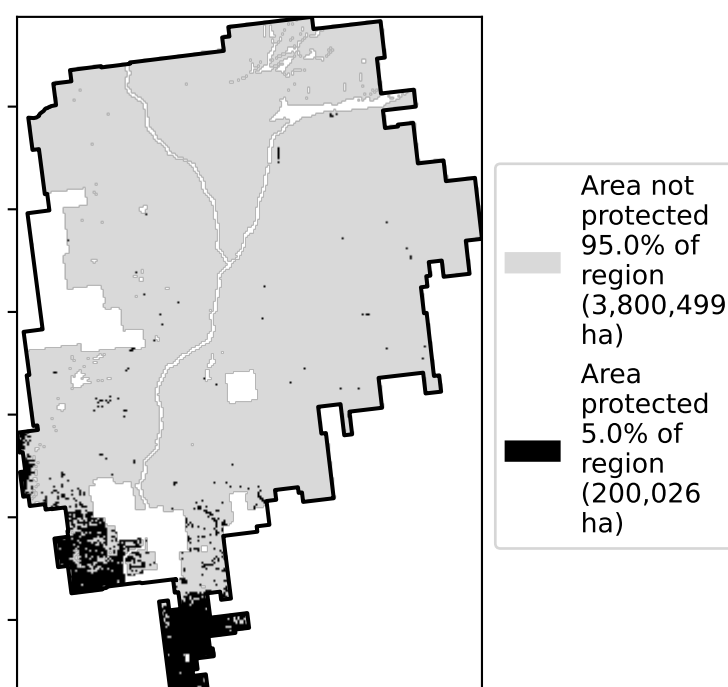 Area not
protected
95.0% of
region
(3,800,499
ha)
Area
protected
5.0% of
region
(200,026
ha)